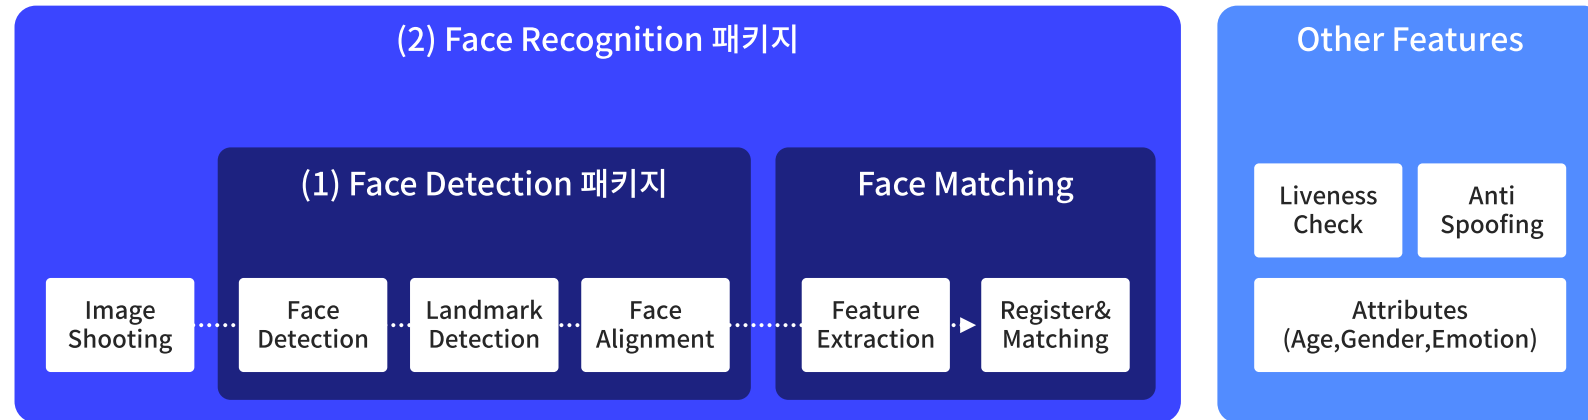 (2) Face Recognition 패키지
(1) Face Detection 패키지
Face Matching
Image
Shooting
Face
Detection
Landmark
Detection
Face
Alignment
Feature
Extraction
Register&
Matching
Other Features
Liveness
Check
Anti
Spoofing
Attributes
(Age,Gender,Emotion)